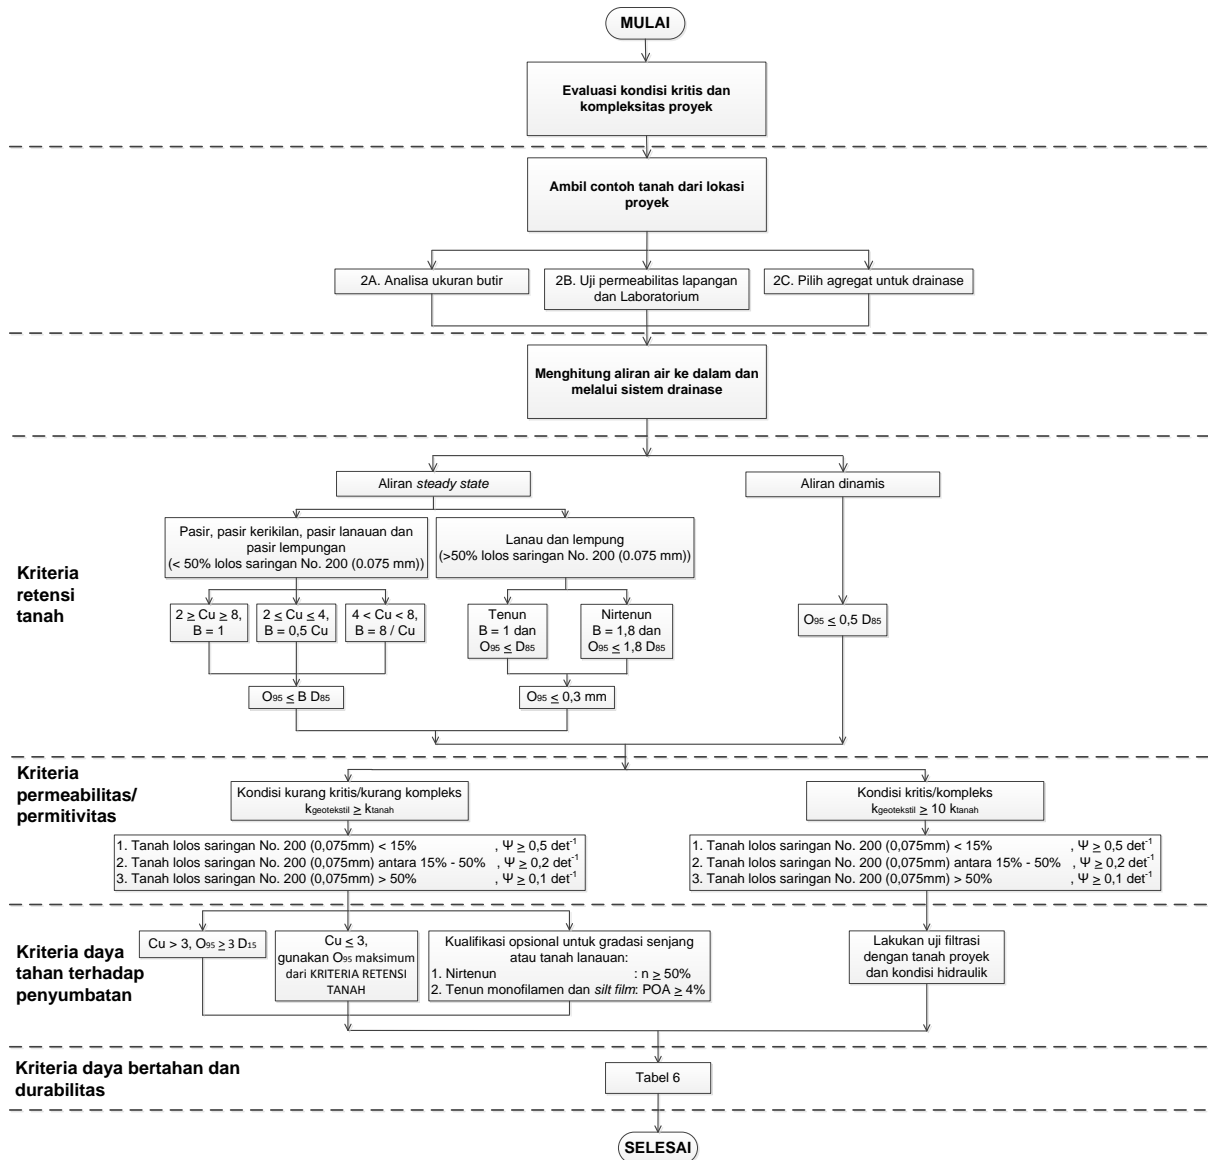 MULAI
Evaluasi kondisi kritis dan
kompleksitas proyek
Ambil contoh tanah dari lokasi
proyek
2A. Analisa ukuran butir
2B. Uji permeabilitas lapangan
dan Laboratorium
2C. Pilih agregat untuk drainase
Menghitung aliran air ke dalam dan
melalui sistem drainase
Kriteria
retensi
tanah
Aliran steady state
Aliran dinamis
Pasir, pasir kerikilan, pasir lanauan dan
pasir lempungan
(< 50% lolos saringan No. 200 (0.075 mm))
Lanau dan lempung
(>50% lolos saringan No. 200 (0.075 mm))
2 ≥ Cu ≥ 8,
B = 1
2 ≤ Cu ≤ 4,
B = 0,5 Cu
4 < Cu < 8,
B = 8 / Cu
Tenun
B = 1 dan
O95 ≤ D85
Nirtenun
B = 1,8 dan
O95 ≤ 1,8 D85
O95 ≤ 0,5 D85
O95 ≤ B D85
O95 ≤ 0,3 mm
Kriteria
permeabilitas/
permitivitas
Kondisi kurang kritis/kurang kompleks
kgeotekstil ≥ ktanah
1. Tanah lolos saringan No. 200 (0,075mm) < 15% , Ψ ≥ 0,5 det-1
2. Tanah lolos saringan No. 200 (0,075mm) antara 15% - 50% , Ψ ≥ 0,2 det-1
3. Tanah lolos saringan No. 200 (0,075mm) > 50% , Ψ ≥ 0,1 det-1
Kondisi kritis/kompleks
kgeotekstil ≥ 10 ktanah
1. Tanah lolos saringan No. 200 (0,075mm) < 15% , Ψ ≥ 0,5 det-1
2. Tanah lolos saringan No. 200 (0,075mm) antara 15% - 50% , Ψ ≥ 0,2 det-1
3. Tanah lolos saringan No. 200 (0,075mm) > 50% , Ψ ≥ 0,1 det-1
Kriteria daya
tahan terhadap
penyumbatan
Cu > 3, O95 ≥ 3 D15
Cu ≤ 3,
gunakan O95 maksimum
dari KRITERIA RETENSI
TANAH
Kualifikasi opsional untuk gradasi senjang
atau tanah lanauan:
1. Nirtenun : n ≥ 50%
2. Tenun monofilamen dan silt film: POA ≥ 4%
Lakukan uji filtrasi
dengan tanah proyek
dan kondisi hidraulik
Kriteria daya bertahan dan
durabilitas
Tabel 6
SELESAI